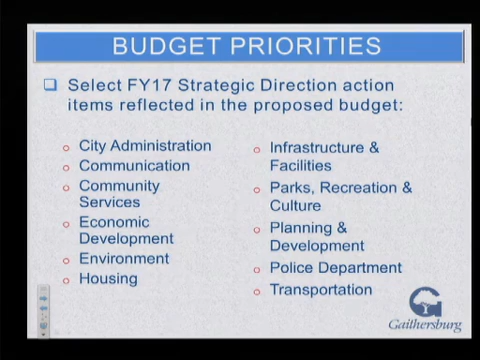 BUDGET PRIORITIES
Select FY17 Strategic Direction action
items reflected in the proposed budget:
City Administration
Communication
Community
Services
Economic
Development
Environment
Housing
Infrastructure &
Facilities
Parks, Recreation &
Culture
Planning &
Development
Police Department
Transportation
Gaithersburg